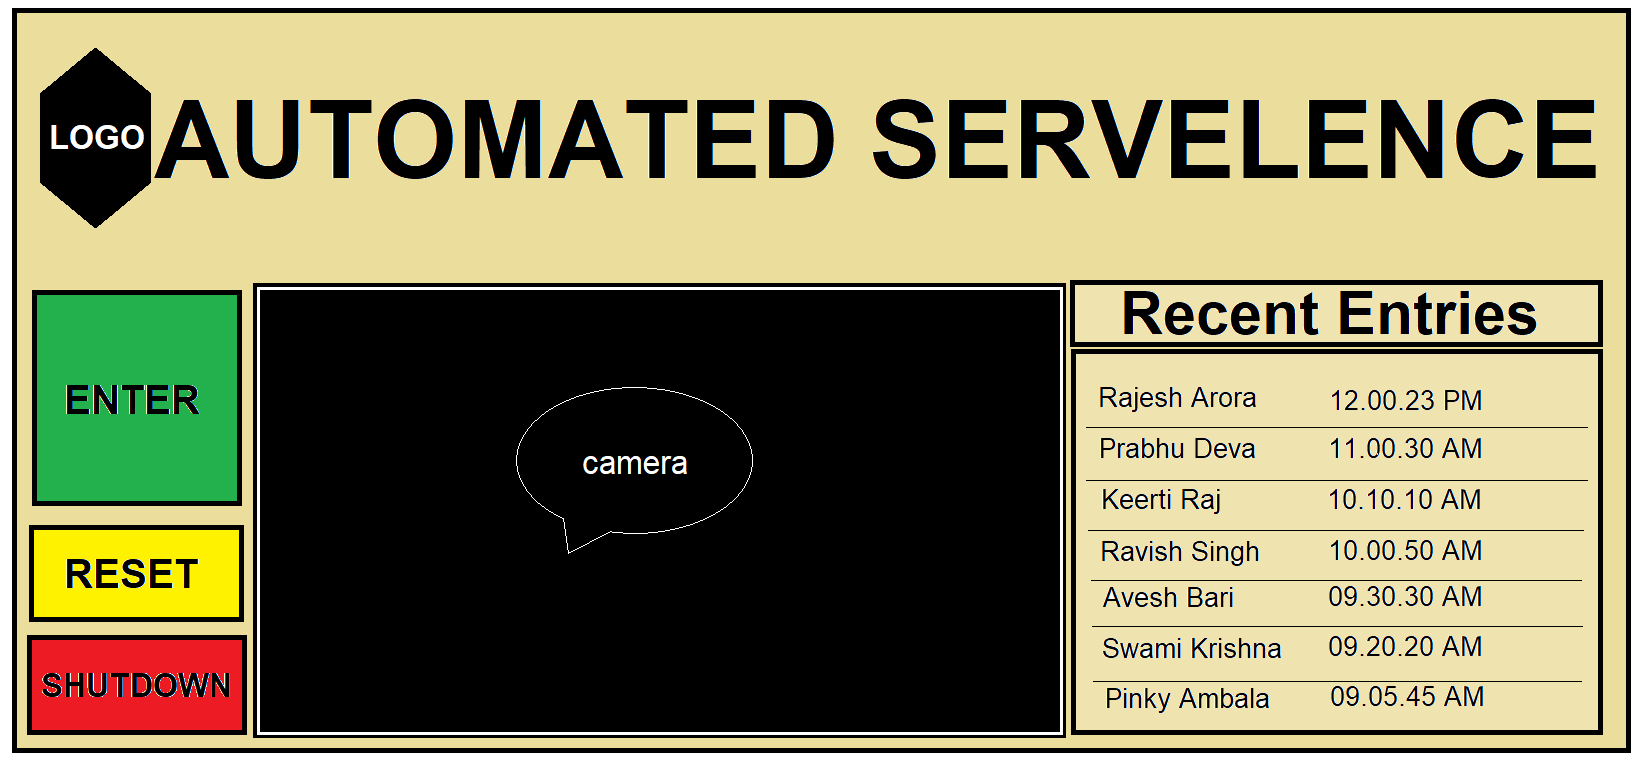 LOGO AUTOMATED SERVELENCE
ENTER
RESET
SHUTDOWN
camera
Recent Entries
Rajesh Arora 12.00.23 PM
Prabhu Deva 11.00.30 AM
Keerti Raj 10.10.10 AM
Ravish Singh 10.00.50 AM
Avesh Bari 09.30.30 AM
Swami Krishna 09.20.20 AM
Pinky Ambala 09.05.45 AM